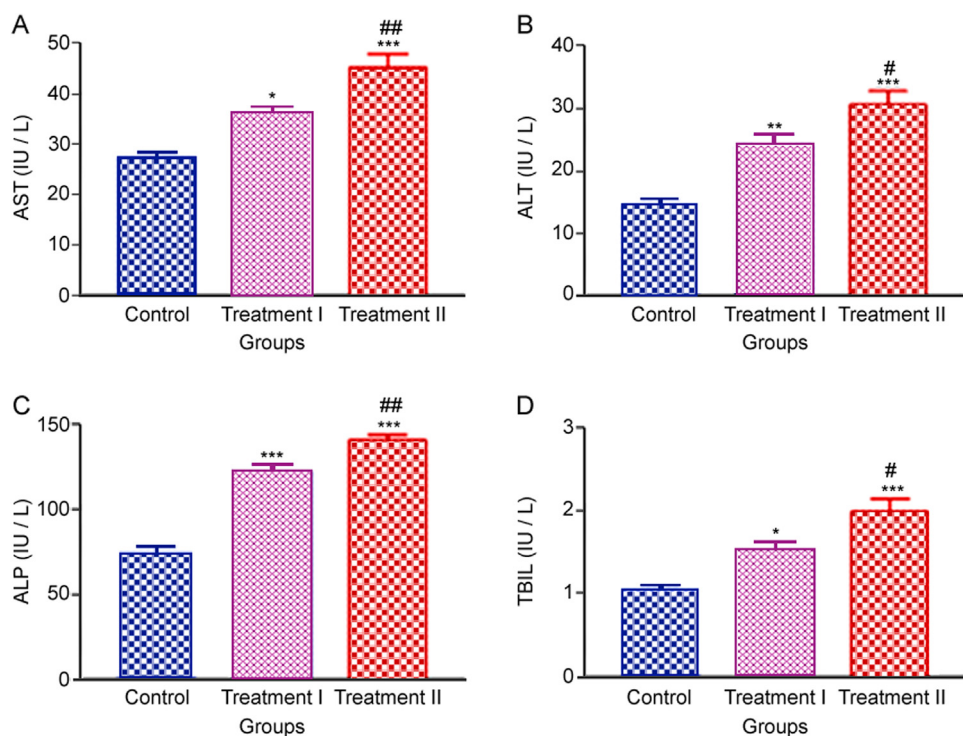 A
AST (IU / L)
50
40
30
20
10
0
*
##
***
Control Treatment I Treatment II
Groups
B
ALT (IU / L)
40
30
20
10
0
**
#
***
Control Treatment I Treatment II
Groups
C
ALP (IU / L)
150
100
50
0
***
##
***
Control Treatment I Treatment II
Groups
D
TBIL (IU / L)
3
2
1
0
*
#
***
Control Treatment I Treatment II
Groups